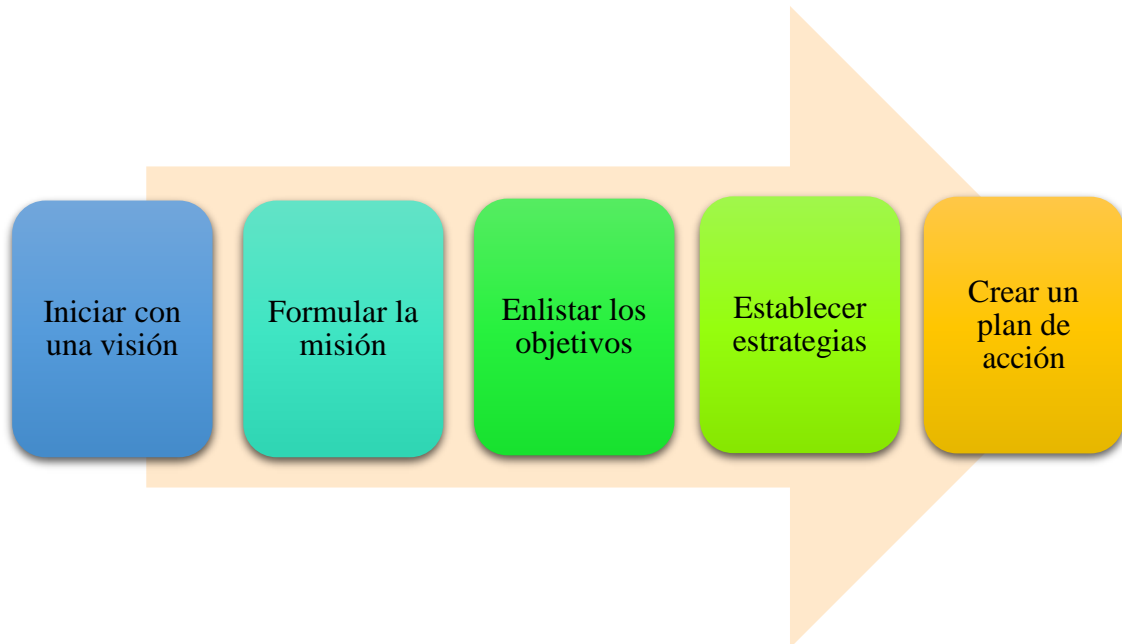 Iniciar con
una visión
Formular la
misión
Enlistar los
objetivos
Establecer
estrategias
Crear un
plan de
acción